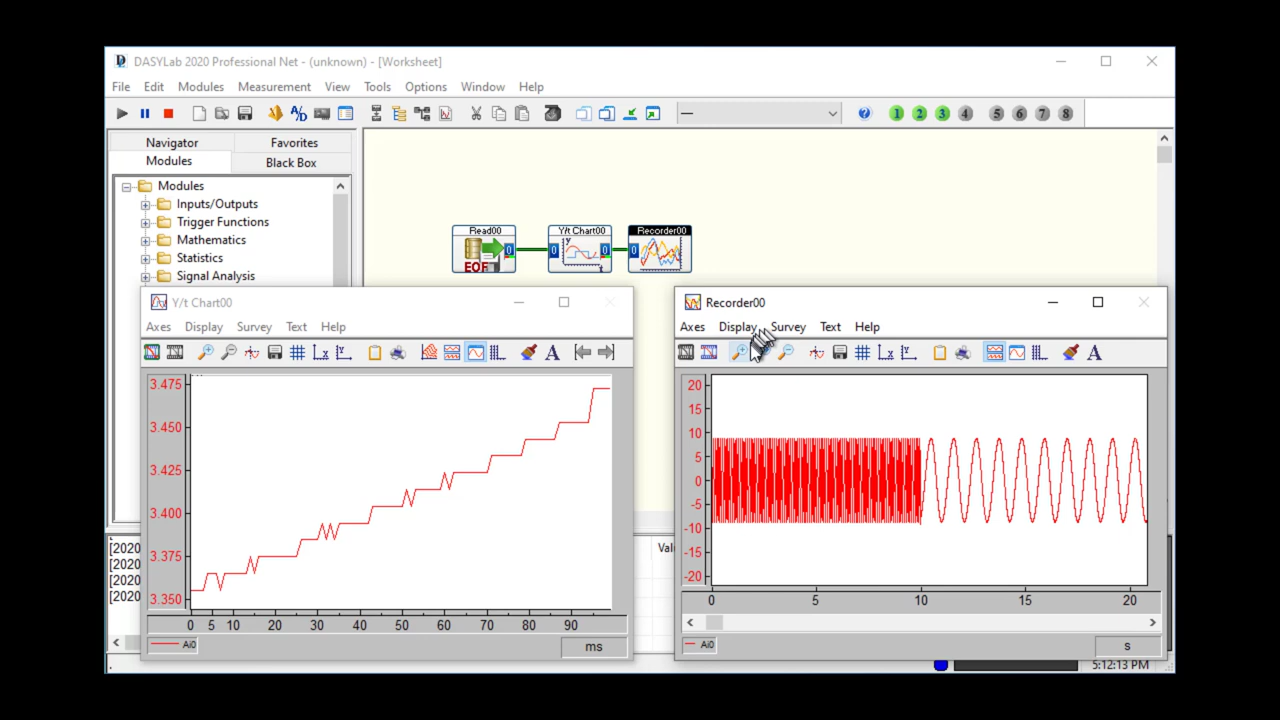 DASYLab 2020 Professional Net - (unknown) - [Worksheet]
File Edit Modules Measurement View Tools Options Window Help
1 2 3 4 5 6 7 8
Navigator Favorites
Modules Black Box
Modules
Inputs/Outputs
Trigger Functions
Mathematics
Statistics
Signal Analysis
Read00 Y/t Chart00 Recorder00
EOF
Y/t Chart00
Axes Display Survey Text Help
3.475
3.450
3.425
3.400
3.375
3.350
0 5 10 20 30 40 50 60 70 80 90
Ai0 ms
Recorder00
Axes Display Survey Text Help
20
15
10
5
0
-5
-10
-15
-20
0 5 10 15 20
Ai0 s
[2020
[2020
[2020
[2020
5:12:13 PM